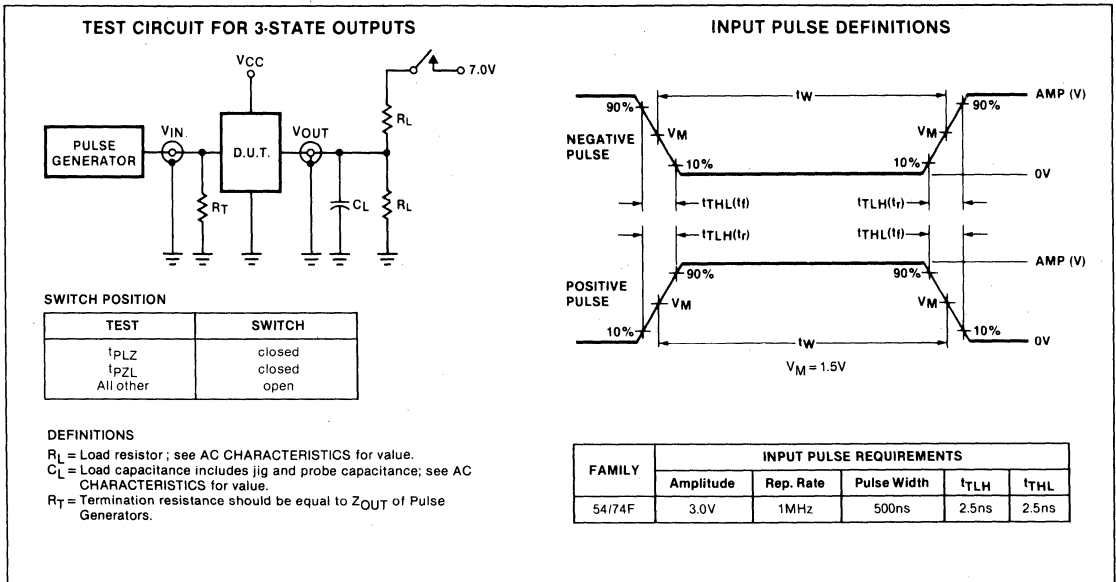 TEST CIRCUIT FOR 3-STATE OUTPUTS
VCC
7.0V
RL
PULSE
GENERATOR
VIN
D.U.T.
VOUT
RT
CL
RL
SWITCH POSITION
TEST SWITCH
tPLZ closed
tPZL closed
All other open
DEFINITIONS
RL = Load resistor; see AC CHARACTERISTICS for value.
CL = Load capacitance includes jig and probe capacitance; see AC
CHARACTERISTICS for value.
RT = Termination resistance should be equal to ZOUT of Pulse
Generators.
INPUT PULSE DEFINITIONS
90% tW 90% AMP (V)
NEGATIVE
PULSE
VM VM
10% 10% 0V
tTHL(tf) tTLH(tr)
tTLH(tr) tTHL(tf)
90% 90% AMP (V)
POSITIVE
PULSE
VM VM
10% 10% 0V
tW
VM = 1.5V
FAMILY INPUT PULSE REQUIREMENTS
Amplitude Rep. Rate Pulse Width tTLH tTHL
54/74F 3.0V 1MHz 500ns 2.5ns 2.5ns